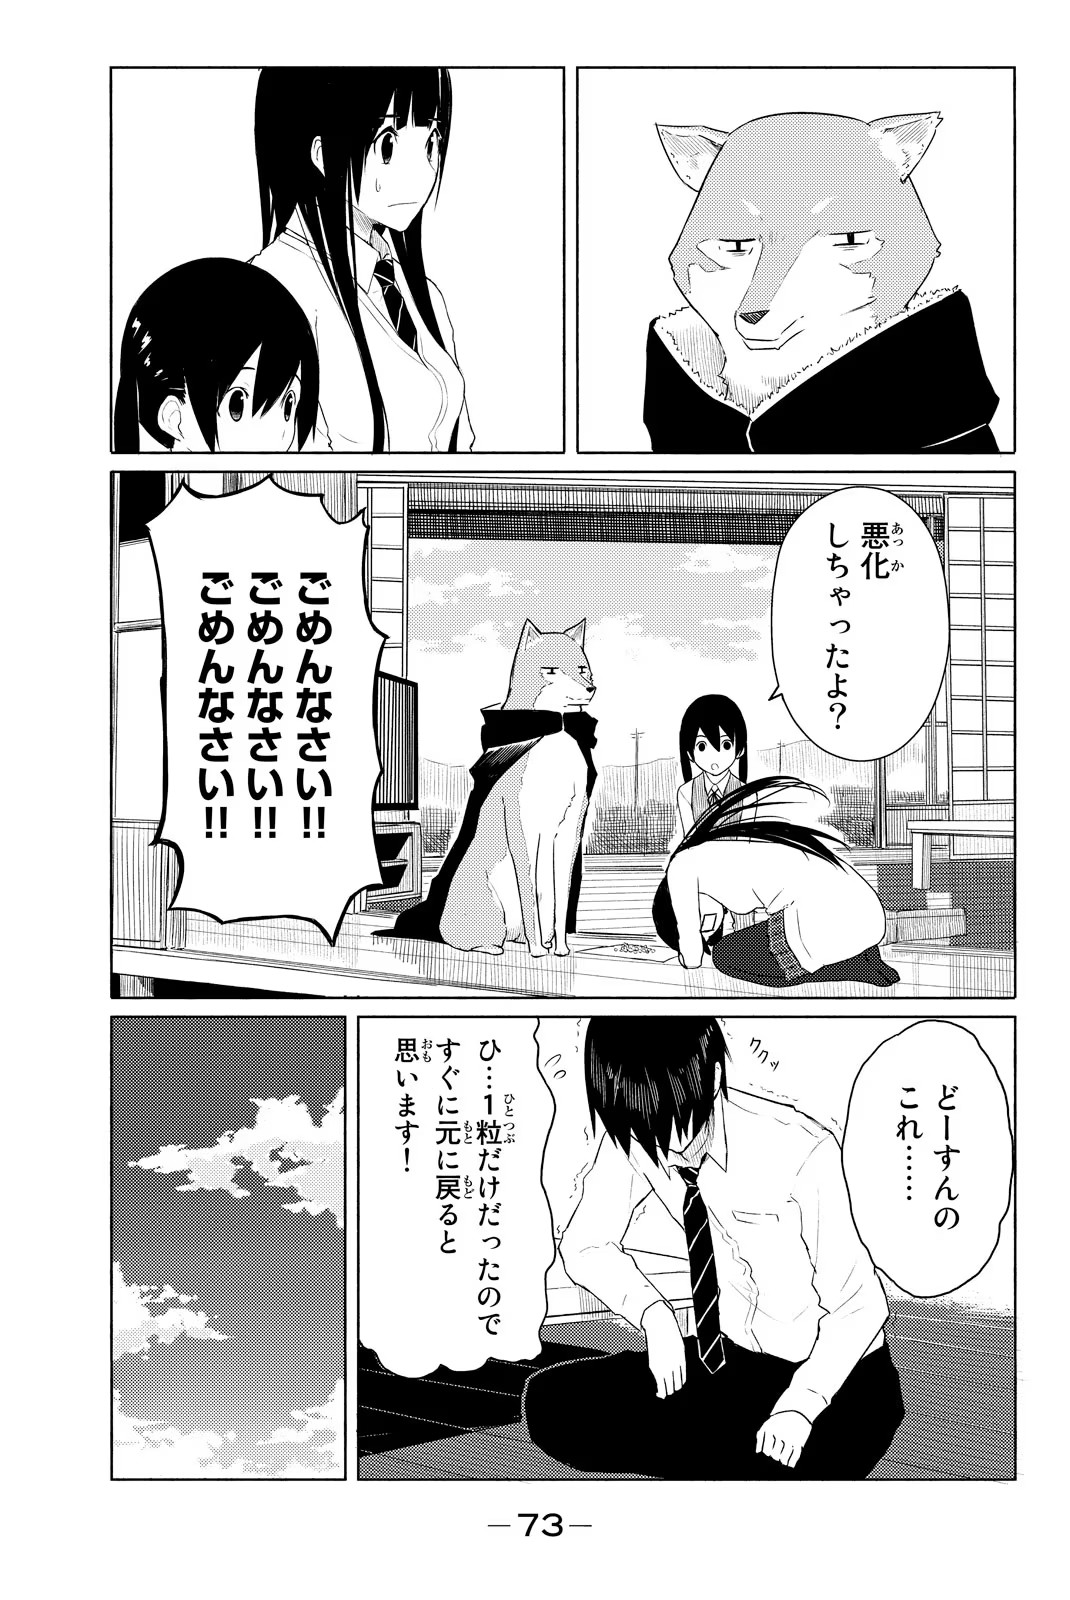 悪化
しちゃったよ？
ごめんなさい!!
ごめんなさい!!
ごめんなさい!!
どーすんの
これ……
ククッ
ひ…1粒だけだったので
すぐに元に戻ると
思います！
—73—